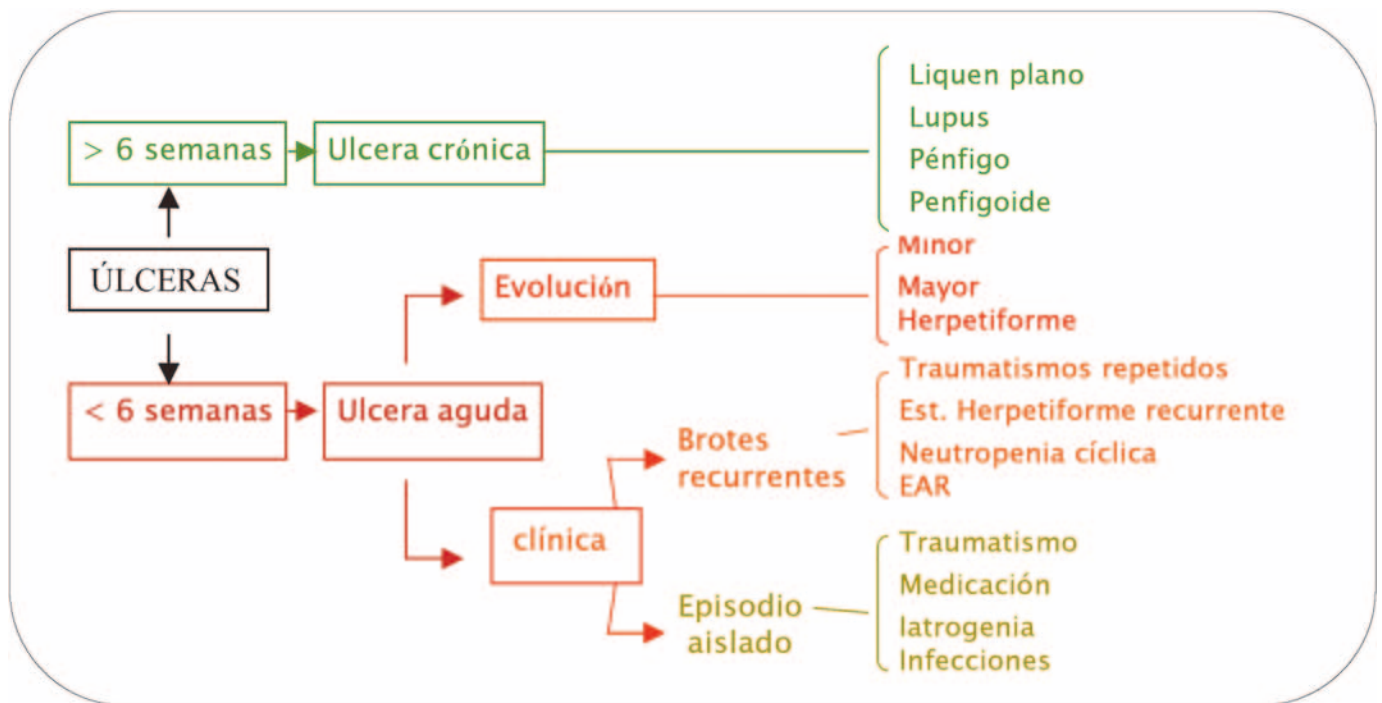 > 6 semanas
Ulcera crónica
Liquen plano
Lupus
Pénfigo
Penfigoide
ÚLCERAS
Evolución
Minor
Mayor
Herpetiforme
< 6 semanas
Ulcera aguda
clínica
Brotes
recurrentes
Traumatismos repetidos
Est. Herpetiforme recurrente
Neutropenia cíclica
EAR
Episodio
aislado
Traumatismo
Medicación
Iatrogenia
Infecciones